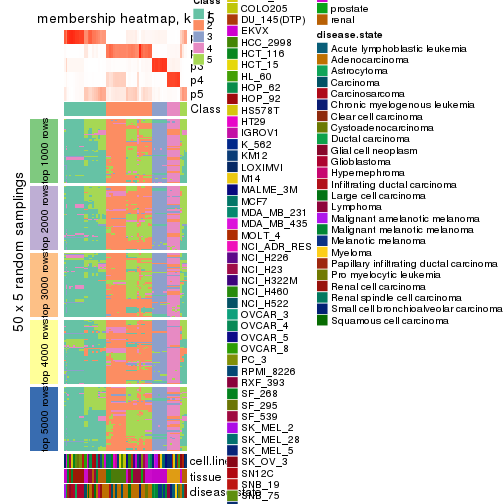 membership heatmap, k = 5
p4
p5
Class
50 x 5 random samplings
top 1000 rows
top 2000 rows
top 3000 rows
top 4000 rows
top 5000 rows
cell.line
tissue
disease.state
Class
1
2
3
4
5
COLO205
DU_145(DTP)
EKVX
HCC_2998
HCT_116
HCT_15
HL_60
HOP_62
HOP_92
HS578T
HT29
IGROV1
K_562
KM12
LOXIMVI
M14
MALME_3M
MCF7
MDA_MB_231
MDA_MB_435
MOLT_4
NCI_ADR_RES
NCI_H226
NCI_H23
NCI_H322M
NCI_H460
NCI_H522
OVCAR_3
OVCAR_4
OVCAR_5
OVCAR_8
PC_3
RPMI_8226
RXF_393
SF_268
SF_295
SF_539
SK_MEL_2
SK_MEL_28
SK_MEL_5
SK_OV_3
SN12C
SNB_19
SNB_75
prostate
renal
disease.state
Acute lymphoblastic leukemia
Adenocarcinoma
Astrocytoma
Carcinoma
Carcinosarcoma
Chronic myelogenous leukemia
Clear cell carcinoma
Cystoadenocarcinoma
Ductal carcinoma
Glial cell neoplasm
Glioblastoma
Hypernephroma
Infiltrating ductal carcinoma
Large cell carcinoma
Lymphoma
Malignant amelanotic melanoma
Malignant melanotic melanoma
Melanotic melanoma
Myeloma
Papillary infiltrating ductal carcinoma
Pro myelocytic leukemia
Renal cell carcinoma
Renal spindle cell carcinoma
Small cell bronchioalveolar carcinoma
Squamous cell carcinoma